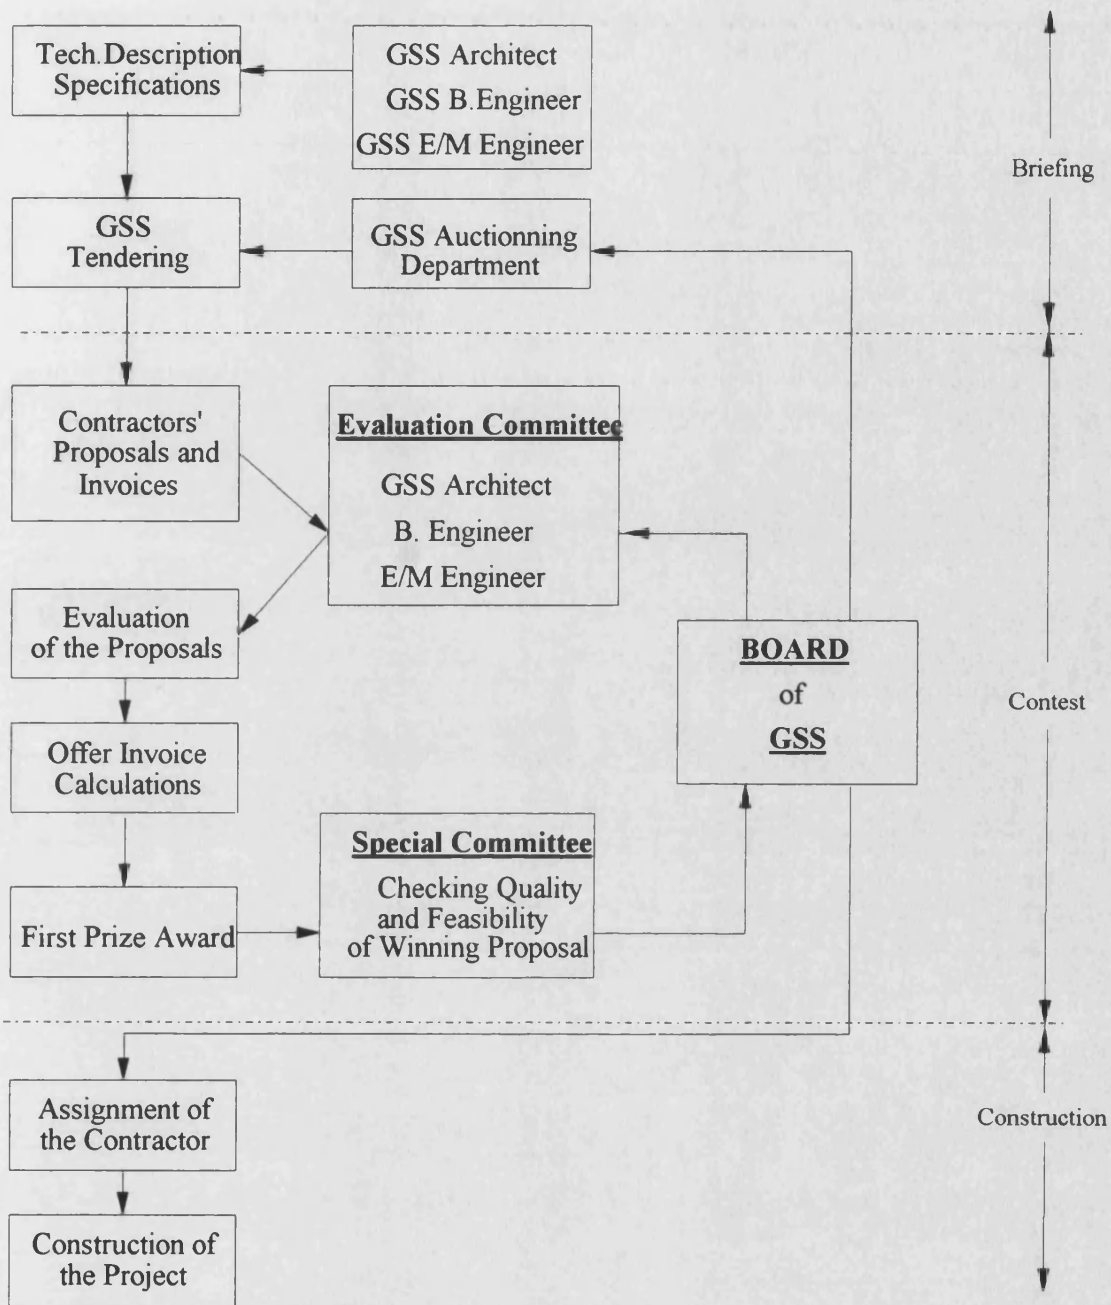 Tech.Description
Specifications
GSS Architect
GSS B.Engineer
GSS E/M Engineer
Briefing
GSS
Tendering
GSS Auctionning
Department
Contractors'
Proposals and
Invoices
Evaluation Committee
GSS Architect
B. Engineer
E/M Engineer
Evaluation
of the Proposals
BOARD
of
GSS
Contest
Offer Invoice
Calculations
Special Committee
Checking Quality
and Feasibility
of Winning Proposal
First Prize Award
Assignment of
the Contractor
Construction
Construction of
the Project